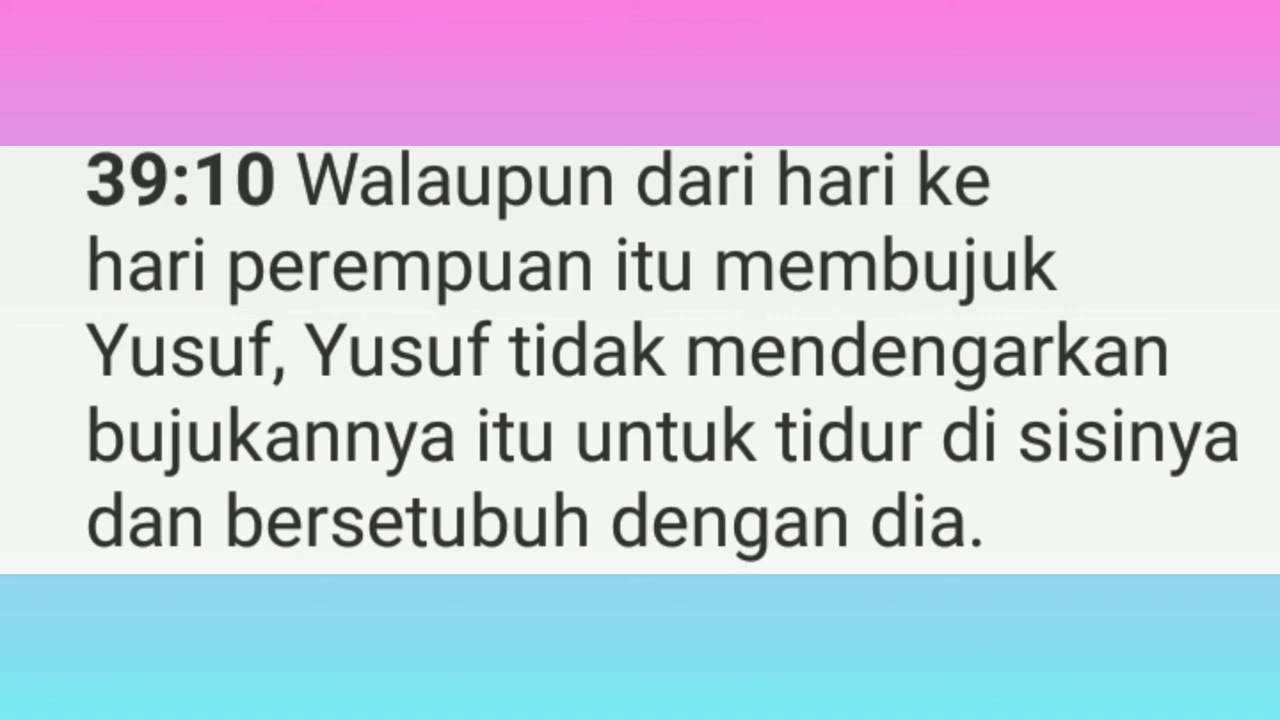 39:10 Walaupun dari hari ke
hari perempuan itu membujuk
Yusuf, Yusuf tidak mendengarkan
bujukannya itu untuk tidur di sisinya
dan bersetubuh dengan dia.